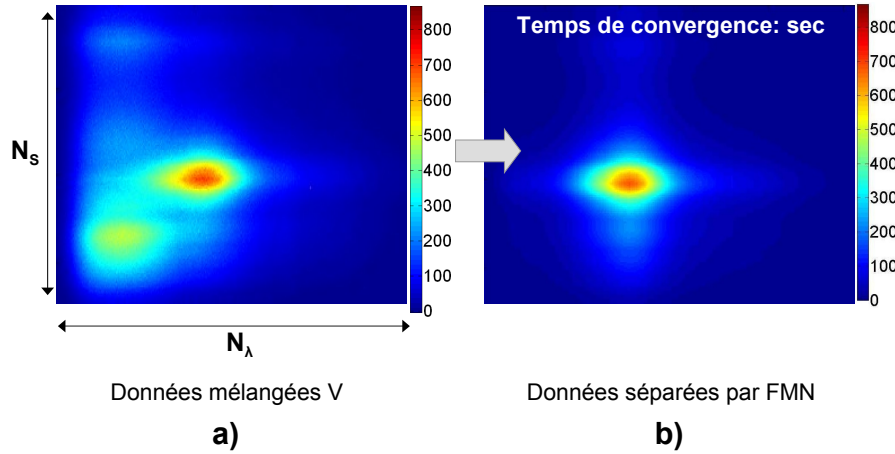 800
700
600
500
400
300
200
100
0
Nₛ
N_λ
Temps de convergence: sec
800
700
600
500
400
300
200
100
0
Données mélangées V
Données séparées par FMN
a)
b)